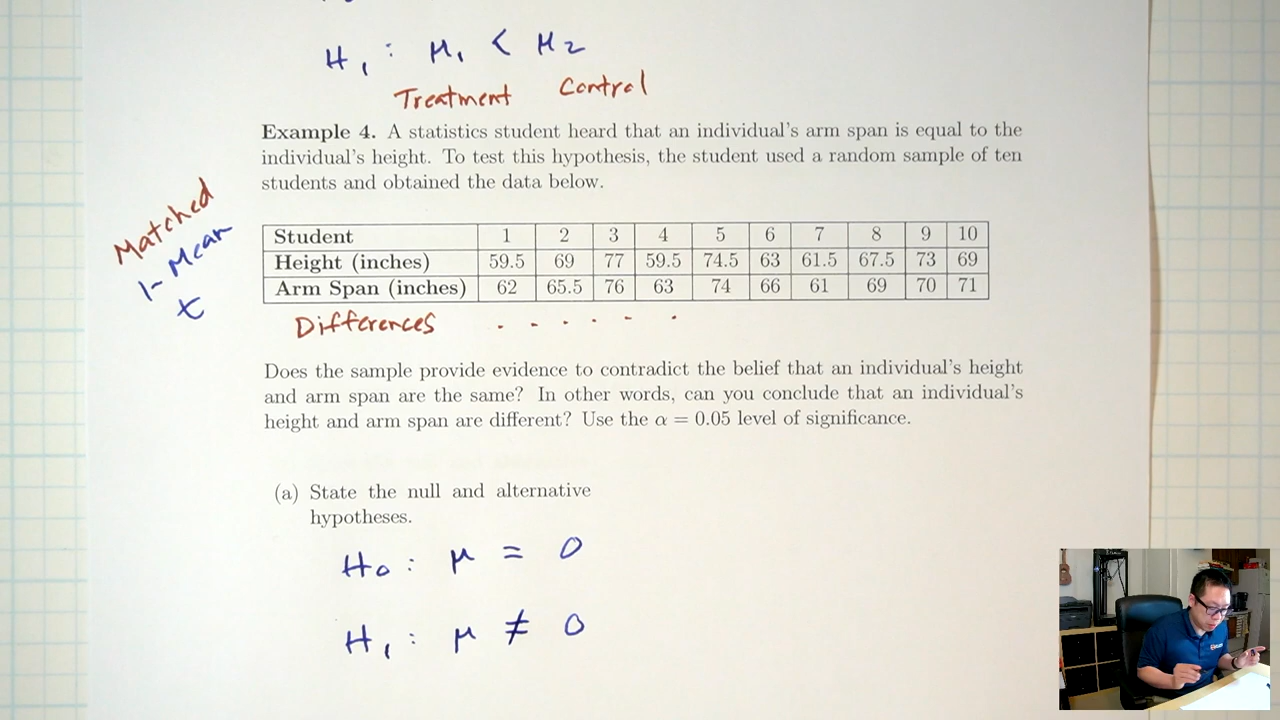 H₁ : μ₁ < μ₂
Treatment Control
Example 4. A statistics student heard that an individual's arm span is equal to the
individual's height. To test this hypothesis, the student used a random sample of ten
students and obtained the data below.
Matched
1-Mean
t
Student 1 2 3 4 5 6 7 8 9 10
Height (inches) 59.5 69 77 59.5 74.5 63 61.5 67.5 73 69
Arm Span (inches) 62 65.5 76 63 74 66 61 69 70 71
Differences . . . . . .
Does the sample provide evidence to contradict the belief that an individual's height
and arm span are the same? In other words, can you conclude that an individual's
height and arm span are different? Use the α = 0.05 level of significance.
(a) State the null and alternative
hypotheses.
H₀ : μ = 0
H₁ : μ ≠ 0